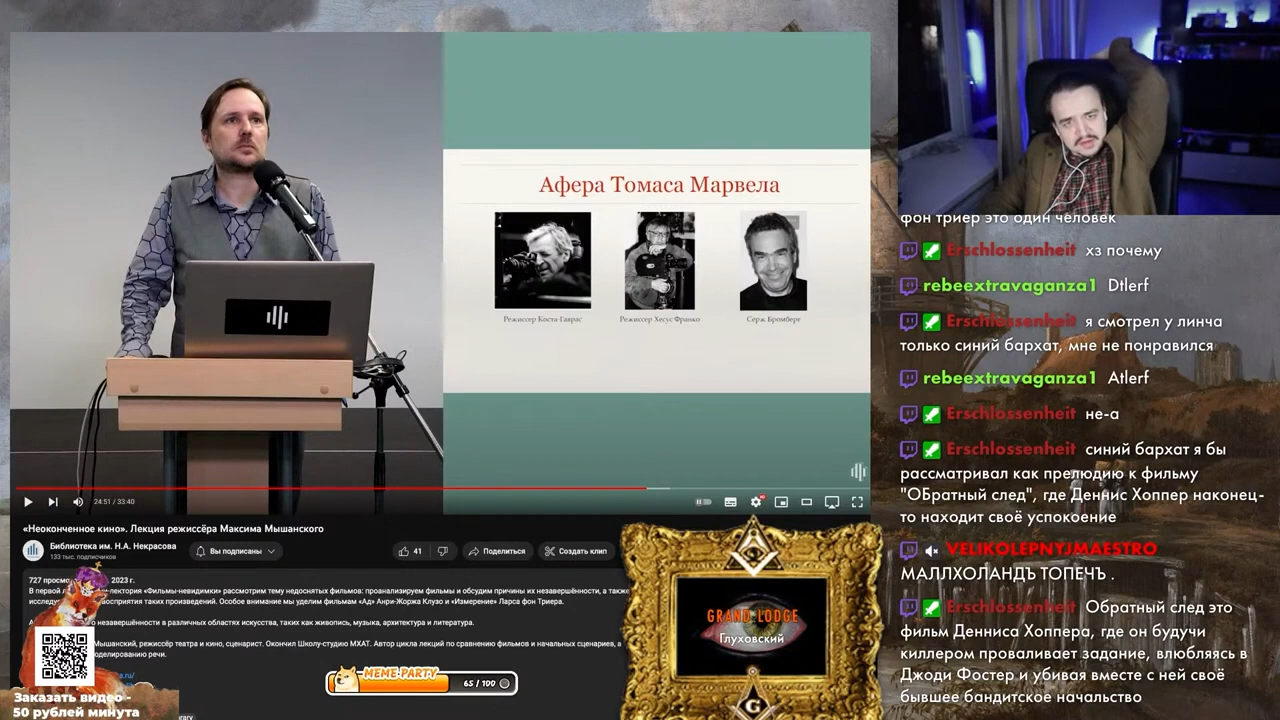 Афера Томаса Марвела
Режиссер Коста-Гаврас
Режиссер Хесус Франко
Серж Бромберг
24:51 / 33:40
«Неоконченное кино». Лекция режиссёра Максима Мышанского
Библиотека им. Н.А. Некрасова
133 тыс. подписчиков
Вы подписаны
41
Поделиться
Создать клип
727 просмо
2023 г.
В первой
лектория «Фильмы-невидимки» рассмотрим тему недоснятых фильмов: проанализируем фильмы и обсудим причины их незавершённости, а также
исслед
восприятия таких произведений. Особое внимание мы уделим фильмам «Ад» Анри-Жоржа Клузо и «Измерение» Ларса фон Триера.
незавершённости в различных областях искусства, таких как живопись, музыка, архитектура и литература.
Мышанский, режиссёр театра и кино, сценарист. Окончил Школу-студию МХАТ. Автор цикла лекций по сравнению фильмов и начальных сценариев, а
моделированию речи.
Заказать видео -
50 рублей минута
MEME PARTY
65 / 100
GRAND LODGE
Глуховский
G
фон триер это один человек
Erschlossenheit хз почему
rebeextravaganza1 Dtlerf
Erschlossenheit я смотрел у линча
только синий бархат, мне не понравился
rebeextravaganza1 Atlerf
Erschlossenheit не-а
Erschlossenheit синий бархат я бы
рассматривал как прелюдию к фильму
"ОБратный след", где Деннис Хоппер наконец-
то находит своё успокоение
VELIKOLEPNYJMAESTRO
МАЛЛХОЛАНДЪ ТОПЕЧЪ .
Erschlossenheit Обратный след это
фильм Денниса Хоппера, где он будучи
киллером проваливает задание, влюбляясь в
Джоди Фостер и убивая вместе с ней своё
бывшее бандитское начальство